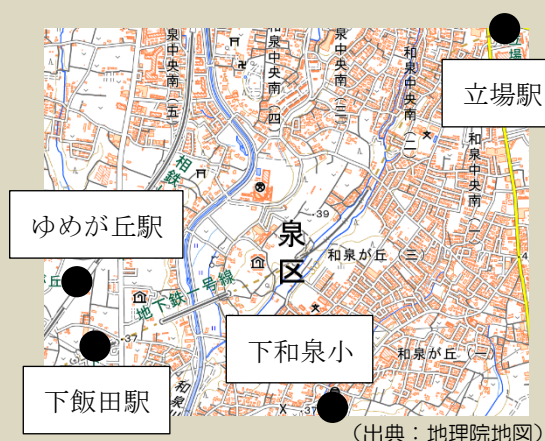 立場駅
ゆめが丘駅
下飯田駅
下和泉小
泉区
和泉中央南(五)
和泉中央南(四)
和泉中央南(三)
和泉中央南(二)
和泉中央南(一)
和泉が丘(三)
和泉が丘(一)
相鉄
地下鉄一号線
・39
・37
(出典：地理院地図)